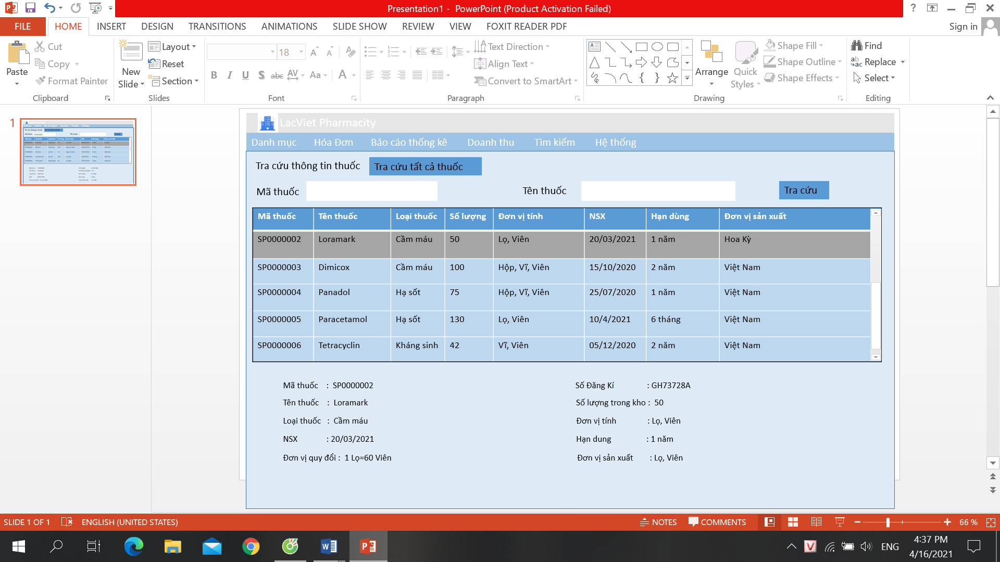 Presentation1 - PowerPoint (Product Activation Failed)
FILE HOME INSERT DESIGN TRANSITIONS ANIMATIONS SLIDE SHOW REVIEW VIEW FOXIT READER PDF Sign in
Paste
Cut
Copy
Format Painter
Clipboard
New Slide
Layout
Reset
Section
Slides
18
B I U S abc AV Aa A
Font
Text Direction
Align Text
Convert to SmartArt
Paragraph
Arrange
Quick Styles
Shape Fill
Shape Outline
Shape Effects
Drawing
Find
Replace
Select
Editing
1
LacViet Pharmacity
Danh mục Hóa Đơn Báo cáo thống kê Doanh thu Tìm kiếm Hệ thống
Tra cứu thông tin thuốc Tra cứu tất cả thuốc
Mã thuốc Tên thuốc Tra cứu
Mã thuốc Tên thuốc Loại thuốc Số lượng Đơn vị tính NSX Hạn dùng Đơn vị sản xuất
SP0000002 Loramark Cầm máu 50 Lọ, Viên 20/03/2021 1 năm Hoa Kỳ
SP0000003 Dimicox Cầm máu 100 Hộp, Vĩ, Viên 15/10/2020 2 năm Việt Nam
SP0000004 Panadol Hạ sốt 75 Hộp, Vĩ, Viên 25/07/2020 1 năm Việt Nam
SP0000005 Paracetamol Hạ sốt 130 Lọ, Viên 10/4/2021 6 tháng Việt Nam
SP0000006 Tetracyclin Kháng sinh 42 Vĩ, Viên 05/12/2020 2 năm Việt Nam
Mã thuốc : SP0000002 Số Đăng Kí : GH73728A
Tên thuốc : Loramark Số lượng trong kho : 50
Loại thuốc : Cầm máu Đơn vị tính : Lọ, Viên
NSX : 20/03/2021 Hạn dung : 1 năm
Đơn vị quy đổi : 1 Lọ=60 Viên Đơn vị sản xuất : Lọ, Viên
SLIDE 1 OF 1 ENGLISH (UNITED STATES) NOTES COMMENTS 66 %
ENG
4:37 PM
4/16/2021